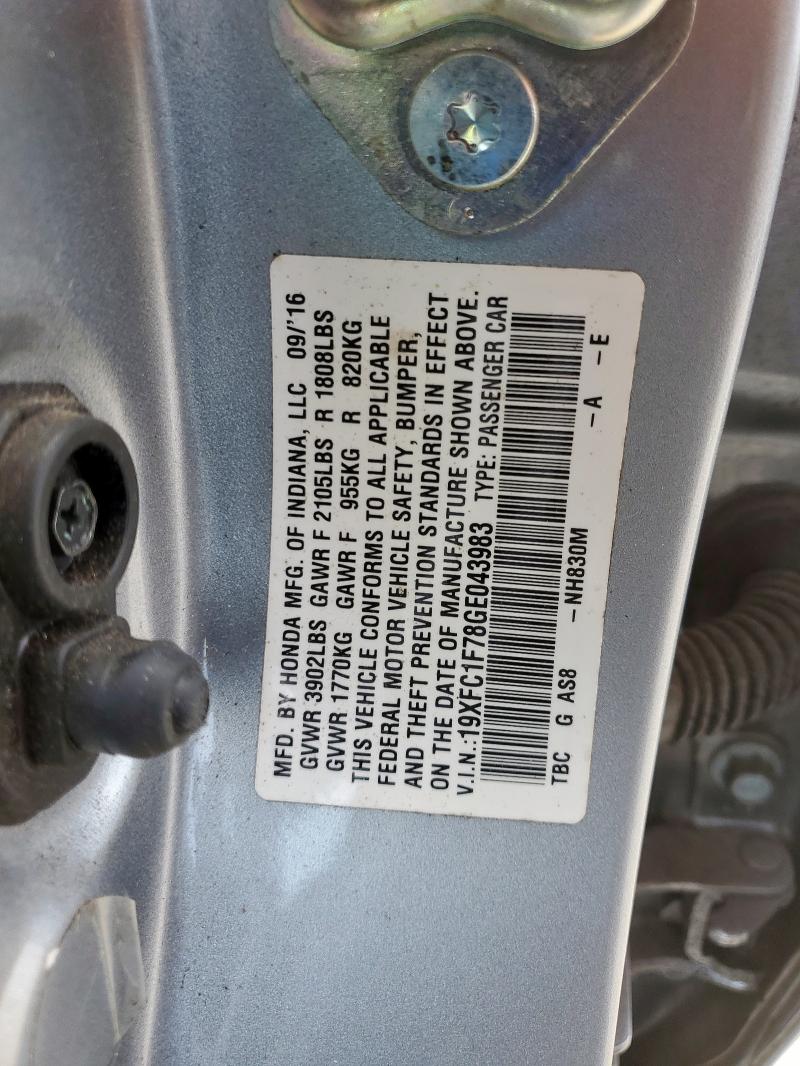 MFD. BY HONDA MFG. OF INDIANA, LLC 09/'16
GVWR 3902LBS GAWR F 2105LBS R 1808LBS
GVWR 1770KG GAWR F 955KG R 820KG
THIS VEHICLE CONFORMS TO ALL APPLICABLE
FEDERAL MOTOR VEHICLE SAFETY, BUMPER,
AND THEFT PREVENTION STANDARDS IN EFFECT
ON THE DATE OF MANUFACTURE SHOWN ABOVE.
V.I.N.:19XFC1F78GE043983 TYPE: PASSENGER CAR
TBC G AS8 -NH830M -A -E